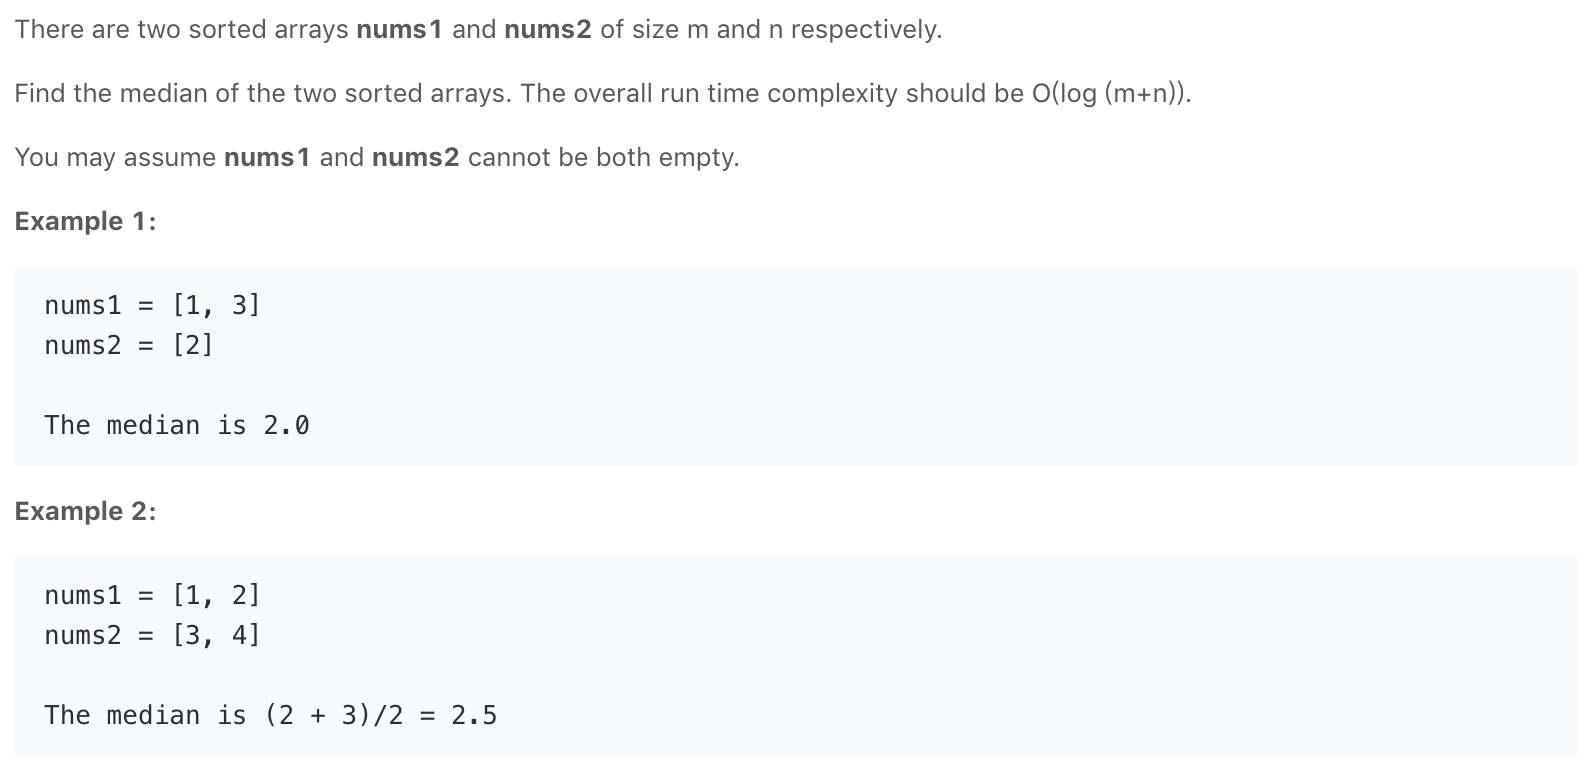 There are two sorted arrays nums1 and nums2 of size m and n respectively.
Find the median of the two sorted arrays. The overall run time complexity should be O(log (m+n)).
You may assume nums1 and nums2 cannot be both empty.
Example 1:
nums1 = [1, 3]
nums2 = [2]
The median is 2.0
Example 2:
nums1 = [1, 2]
nums2 = [3, 4]
The median is (2 + 3)/2 = 2.5